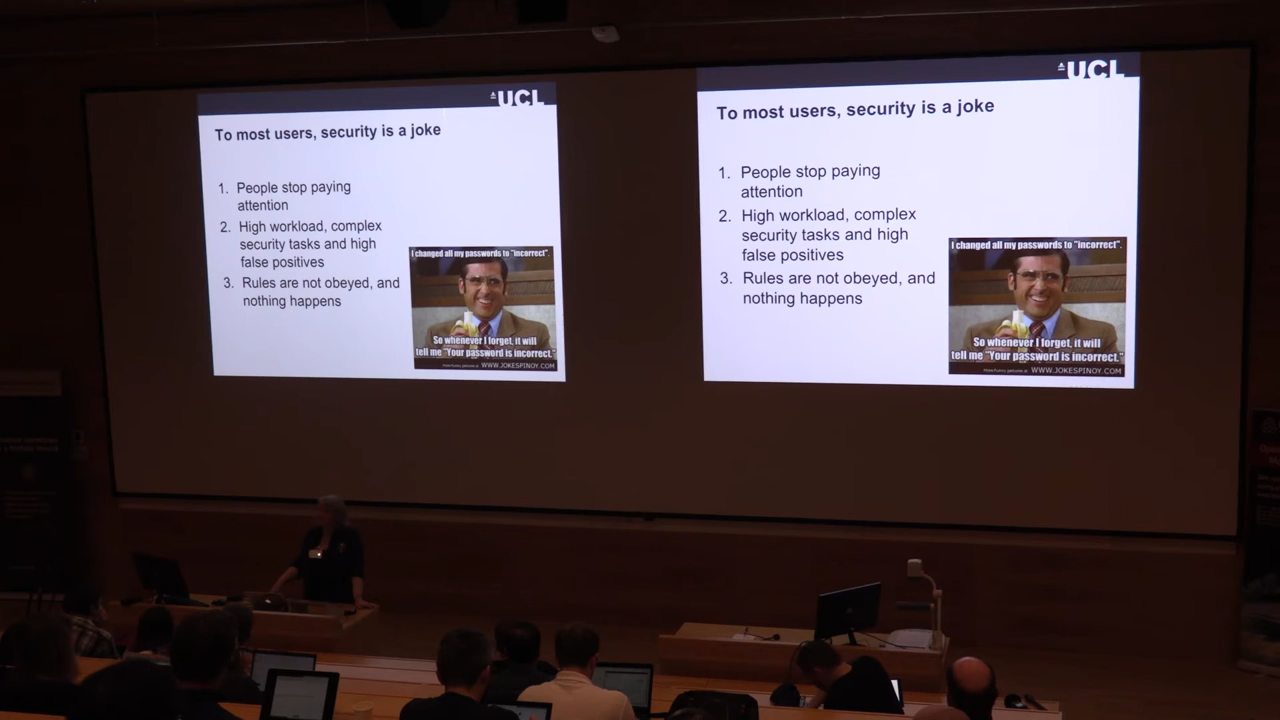 UCL
To most users, security is a joke
1. People stop paying
attention
2. High workload, complex
security tasks and high
false positives
3. Rules are not obeyed, and
nothing happens
I changed all my passwords to "incorrect".
So whenever I forget, it will
tell me "Your password is incorrect."
WWW.JOKESPINOY.COM
UCL
To most users, security is a joke
1. People stop paying
attention
2. High workload, complex
security tasks and high
false positives
3. Rules are not obeyed, and
nothing happens
I changed all my passwords to "incorrect".
So whenever I forget, it will
tell me "Your password is incorrect."
WWW.JOKESPINOY.COM